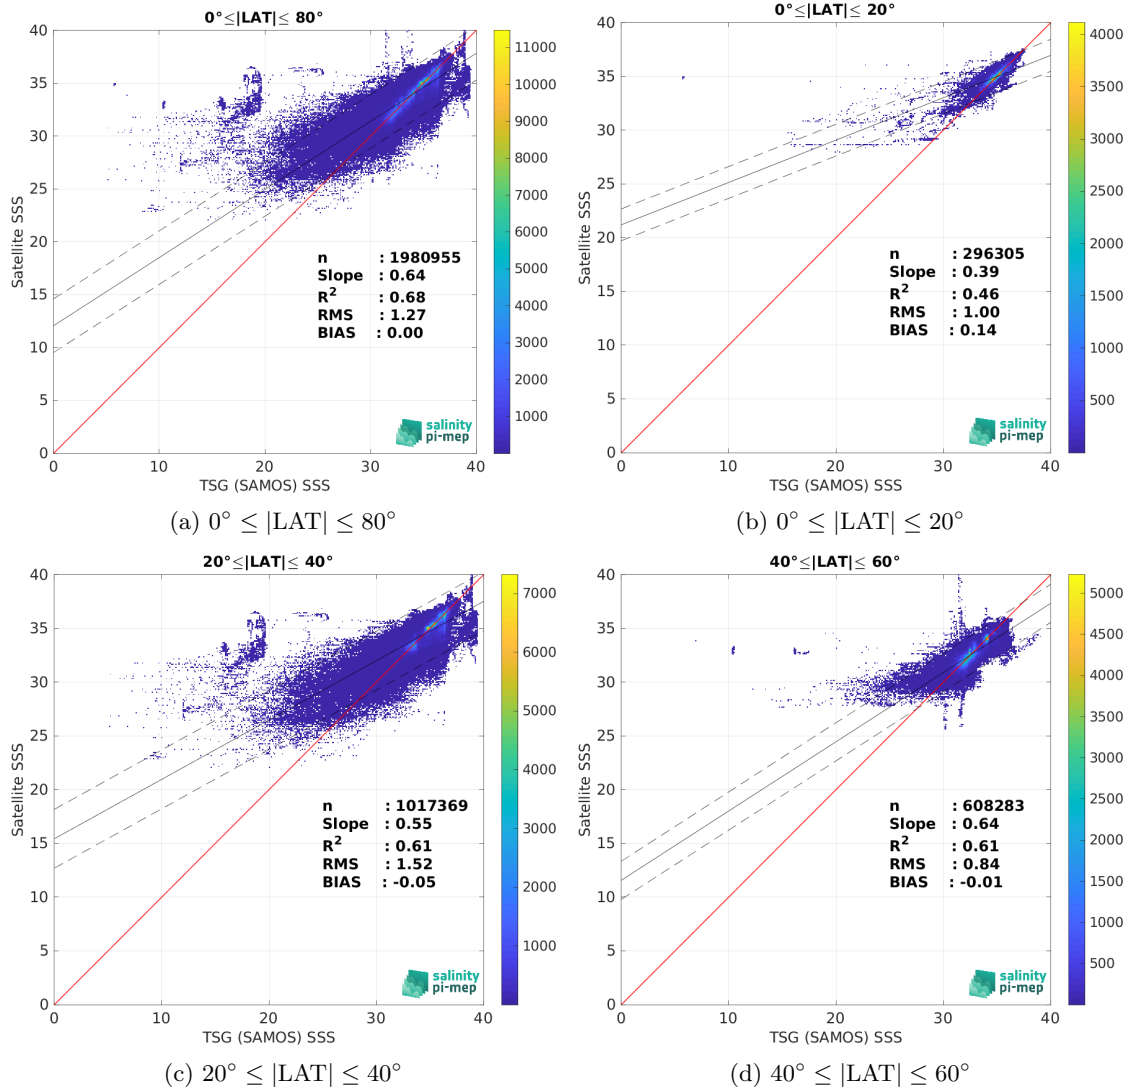 0°≤|LAT|≤ 80°
Satellite SSS
40
35
30
25
20
15
10
5
0
0 10 20 30 40
TSG (SAMOS) SSS
11000
10000
9000
8000
7000
6000
5000
4000
3000
2000
1000
n : 1980955
Slope : 0.64
R² : 0.68
RMS : 1.27
BIAS : 0.00
salinity
pi-mep
(a) 0° ≤ |LAT| ≤ 80°
0°≤|LAT|≤ 20°
Satellite SSS
40
35
30
25
20
15
10
5
0
0 10 20 30 40
TSG (SAMOS) SSS
4000
3500
3000
2500
2000
1500
1000
500
n : 296305
Slope : 0.39
R² : 0.46
RMS : 1.00
BIAS : 0.14
salinity
pi-mep
(b) 0° ≤ |LAT| ≤ 20°
20°≤|LAT|≤ 40°
Satellite SSS
40
35
30
25
20
15
10
5
0
0 10 20 30 40
TSG (SAMOS) SSS
7000
6000
5000
4000
3000
2000
1000
n : 1017369
Slope : 0.55
R² : 0.61
RMS : 1.52
BIAS : -0.05
salinity
pi-mep
(c) 20° ≤ |LAT| ≤ 40°
40°≤|LAT|≤ 60°
Satellite SSS
40
35
30
25
20
15
10
5
0
0 10 20 30 40
TSG (SAMOS) SSS
5000
4500
4000
3500
3000
2500
2000
1500
1000
500
n : 608283
Slope : 0.64
R² : 0.61
RMS : 0.84
BIAS : -0.01
salinity
pi-mep
(d) 40° ≤ |LAT| ≤ 60°